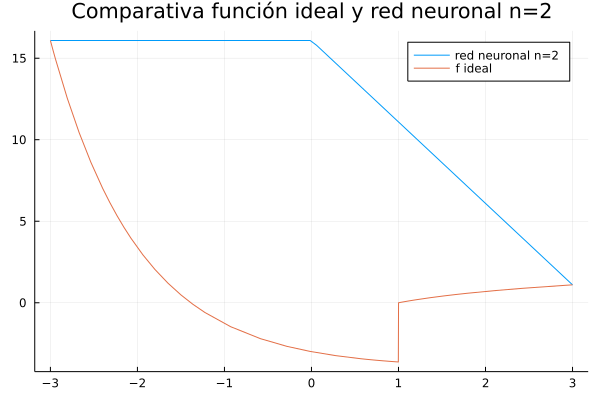 Comparativa función ideal y red neuronal n=2
red neuronal n=2
f ideal
15
10
5
0
−3 −2 −1 0 1 2 3